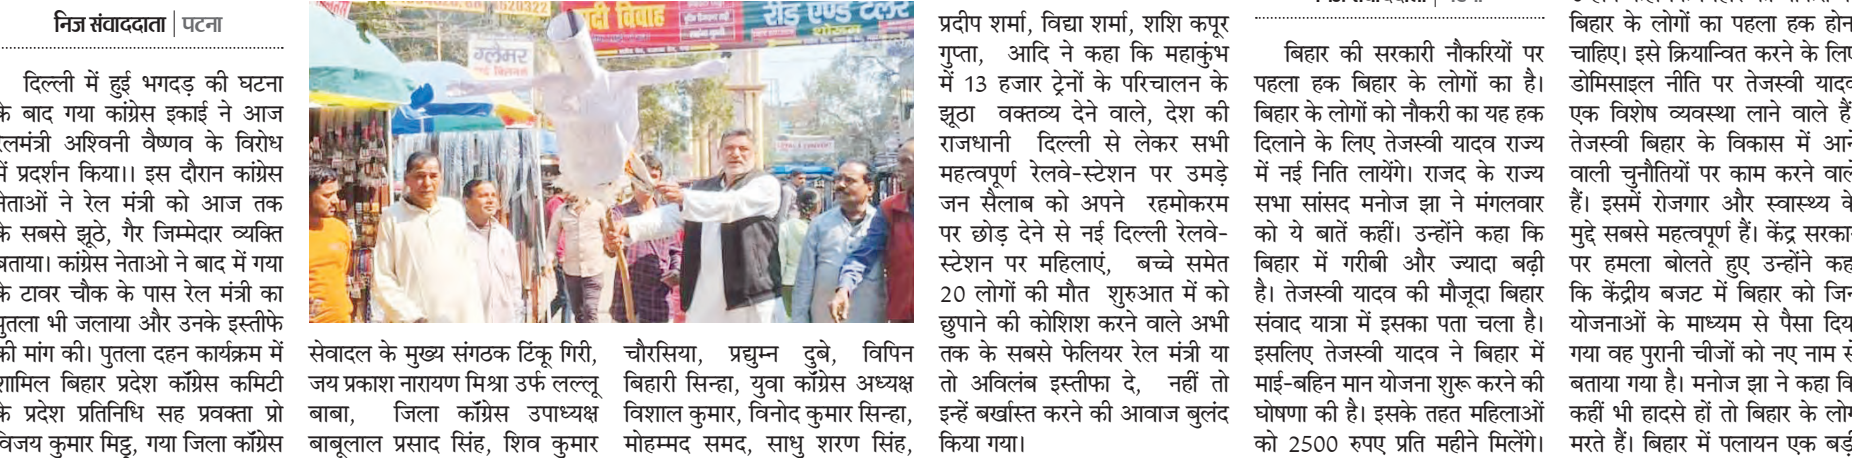 निज संवाददाता | पटना
दिल्ली में हुई भगदड़ की घटना
के बाद गया कांग्रेस इकाई ने आज
रेलमंत्री अश्विनी वैष्णव के विरोध
में प्रदर्शन किया।। इस दौरान कांग्रेस
नेताओं ने रेल मंत्री को आज तक
के सबसे झूठे, गैर जिम्मेदार व्यक्ति
बताया। कांग्रेस नेताओ ने बाद में गया
के टावर चौक के पास रेल मंत्री का
पुतला भी जलाया और उनके इस्तीफे
की मांग की। पुतला दहन कार्यक्रम में
शामिल बिहार प्रदेश कॉंग्रेस कमिटी
के प्रदेश प्रतिनिधि सह प्रवक्ता प्रो
विजय कुमार मिट्ठू, गया जिला कॉंग्रेस
620322
ादी विवाह
रीड एण्ड टेलर
ग्लैमर
सेवादल के मुख्य संगठक टिंकू गिरी,
जय प्रकाश नारायण मिश्रा उर्फ लल्लू
बाबा, जिला कॉंग्रेस उपाध्यक्ष
बाबूलाल प्रसाद सिंह, शिव कुमार
चौरसिया, प्रद्युम्न दुबे, विपिन
बिहारी सिन्हा, युवा कॉंग्रेस अध्यक्ष
विशाल कुमार, विनोद कुमार सिन्हा,
मोहम्मद समद, साधु शरण सिंह,
प्रदीप शर्मा, विद्या शर्मा, शशि कपूर
गुप्ता, आदि ने कहा कि महाकुंभ
में 13 हजार ट्रेनों के परिचालन के
झूठा वक्तव्य देने वाले, देश की
राजधानी दिल्ली से लेकर सभी
महत्वपूर्ण रेलवे-स्टेशन पर उमड़े
जन सैलाब को अपने रहमोकरम
पर छोड़ देने से नई दिल्ली रेलवे-
स्टेशन पर महिलाएं, बच्चे समेत
20 लोगों की मौत शुरुआत में को
छुपाने की कोशिश करने वाले अभी
तक के सबसे फेलियर रेल मंत्री या
तो अविलंब इस्तीफा दे, नहीं तो
इन्हें बर्खास्त करने की आवाज बुलंद
किया गया।
बिहार की सरकारी नौकरियों पर
पहला हक बिहार के लोगों का है।
बिहार के लोगों को नौकरी का यह हक
दिलाने के लिए तेजस्वी यादव राज्य
में नई निति लायेंगे। राजद के राज्य
सभा सांसद मनोज झा ने मंगलवार
को ये बातें कहीं। उन्होंने कहा कि
बिहार में गरीबी और ज्यादा बढ़ी
है। तेजस्वी यादव की मौजूदा बिहार
संवाद यात्रा में इसका पता चला है।
इसलिए तेजस्वी यादव ने बिहार में
माई-बहिन मान योजना शुरू करने की
घोषणा की है। इसके तहत महिलाओं
को 2500 रुपए प्रति महीने मिलेंगे।
बिहार के लोगों का पहला हक होन
चाहिए। इसे क्रियान्वित करने के लिए
डोमिसाइल नीति पर तेजस्वी यादव
एक विशेष व्यवस्था लाने वाले हैं
तेजस्वी बिहार के विकास में आने
वाली चुनौतियों पर काम करने वाले
हैं। इसमें रोजगार और स्वास्थ्य के
मुद्दे सबसे महत्वपूर्ण हैं। केंद्र सरकार
पर हमला बोलते हुए उन्होंने कहा
कि केंद्रीय बजट में बिहार को जिन
योजनाओं के माध्यम से पैसा दिया
गया वह पुरानी चीजों को नए नाम से
बताया गया है। मनोज झा ने कहा कि
कहीं भी हादसे हों तो बिहार के लोग
मरते हैं। बिहार में पलायन एक बड़ी